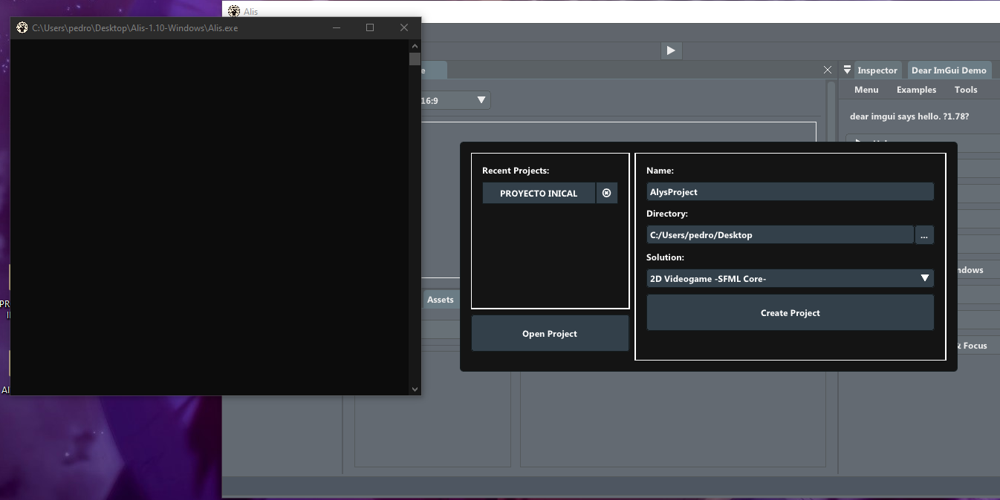 Alis
C:\Users\pedro\Desktop\Alis-1.10-Windows\Alis.exe
Inspector
Dear ImGui Demo
16:9
Menu
Examples
Tools
dear imgui says hello. ?1.78?
Recent Projects:
PROYECTO INICAL
Open Project
Name:
AlysProject
Directory:
C:/Users/pedro/Desktop
...
Solution:
2D Videogame -SFML Core-
Create Project
ndows
Assets
& Focus
PR
Al